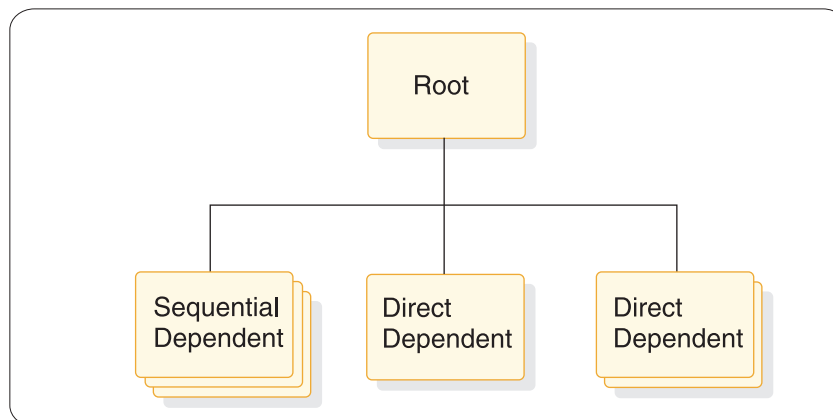 Root
Sequential
Dependent
Direct
Dependent
Direct
Dependent